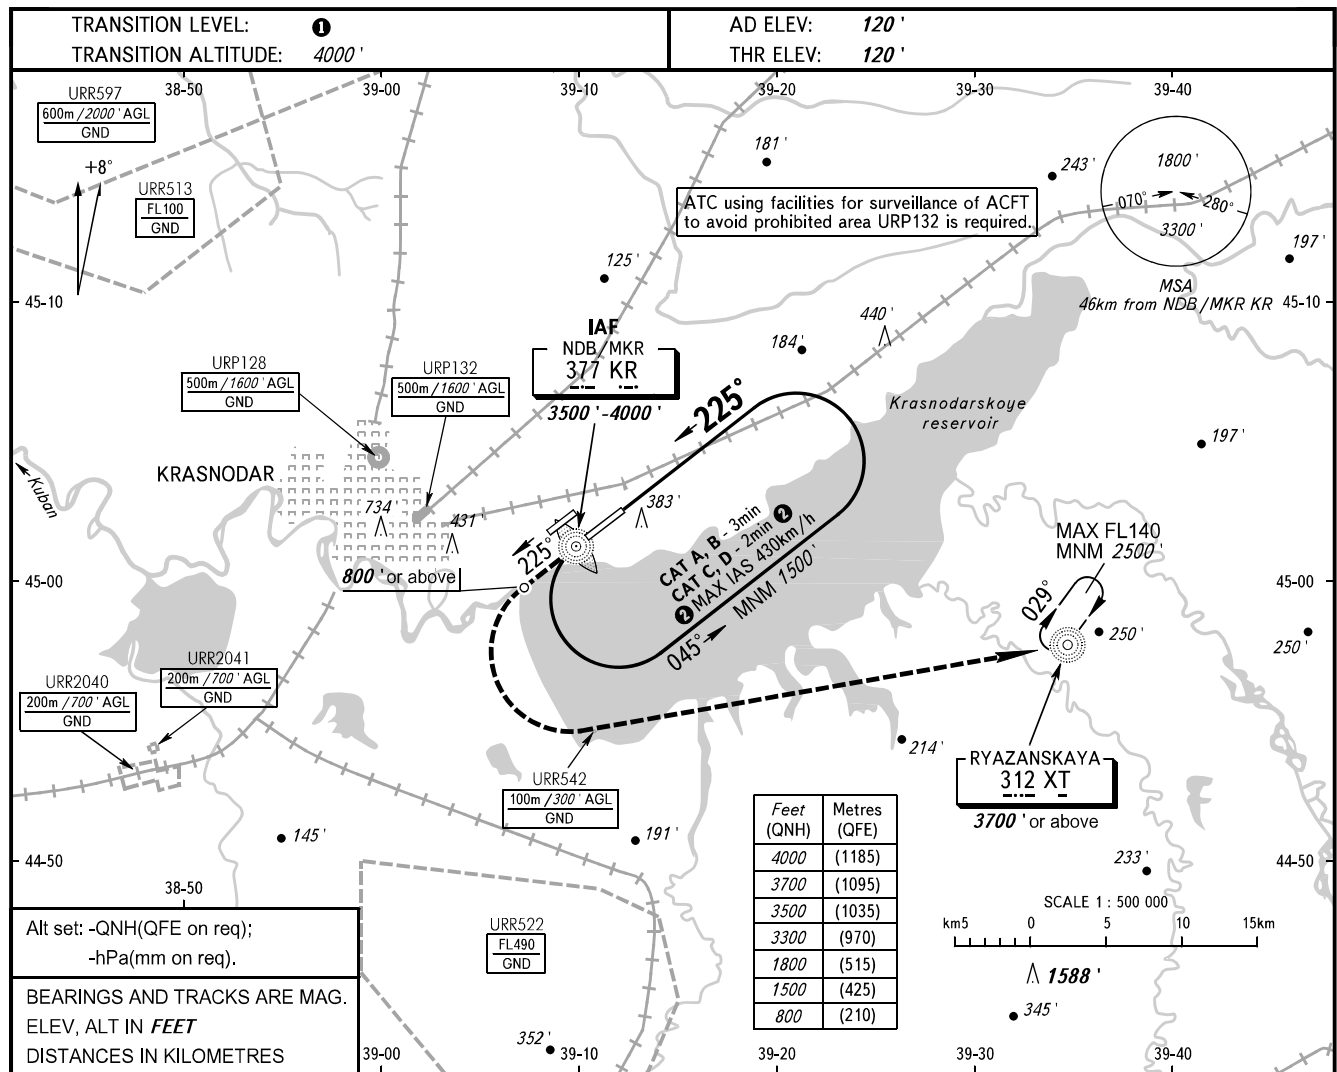 TRANSITION LEVEL: ❶
TRANSITION ALTITUDE: 4000'
AD ELEV: 120'
THR ELEV: 120'
38-50
39-00
39-10
39-20
39-30
39-40
URR597
600m/2000' AGL
GND
+8°
URR513
FL100
GND
181'
243'
1800'
070°
280°
3300'
MSA
46km from NDB/MKR KR
ATC using facilities for surveillance of ACFT
to avoid prohibited area URP132 is required.
197'
125'
45-10
45-10
440'
184'
IAF
NDB/MKR
377 KR
3500'-4000'
URP128
500m/1600' AGL
GND
URP132
500m/1600' AGL
GND
225°
Krasnodarskoye
reservoir
197'
KRASNODAR
Kuban
734'
431'
383'
225°
800' or above
CAT A, B - 3min
CAT C, D - 2min ❷
❷ MAX IAS 430km/h
MNM 1500'
045°
MAX FL140
MNM 2500'
029°
45-00
45-00
250'
250'
URR2041
200m/700' AGL
GND
URR2040
200m/700' AGL
GND
214'
RYAZANSKAYA
312 XT
3700' or above
URR542
100m/300' AGL
GND
145'
191'
Feet (QNH) Metres (QFE)
4000 (1185)
3700 (1095)
3500 (1035)
3300 (970)
1800 (515)
1500 (425)
800 (210)
44-50
44-50
233'
38-50
SCALE 1 : 500 000
km5 0 5 10 15km
1588'
345'
URR522
FL490
GND
352'
Alt set: -QNH(QFE on req);
-hPa(mm on req).
BEARINGS AND TRACKS ARE MAG.
ELEV, ALT IN FEET
DISTANCES IN KILOMETRES
39-00
39-10
39-20
39-30
39-40